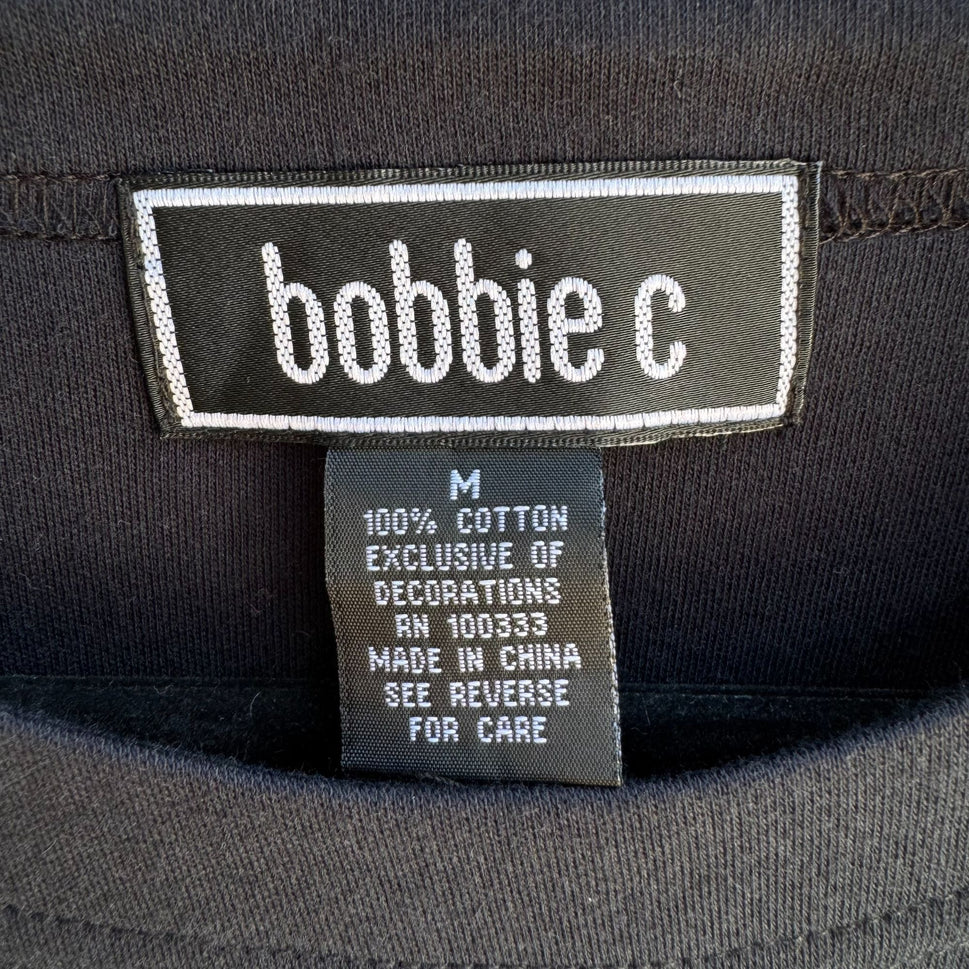 bobbie c
M
100% COTTON
EXCLUSIVE OF
DECORATIONS
RN 100333
MADE IN CHINA
SEE REVERSE
FOR CARE